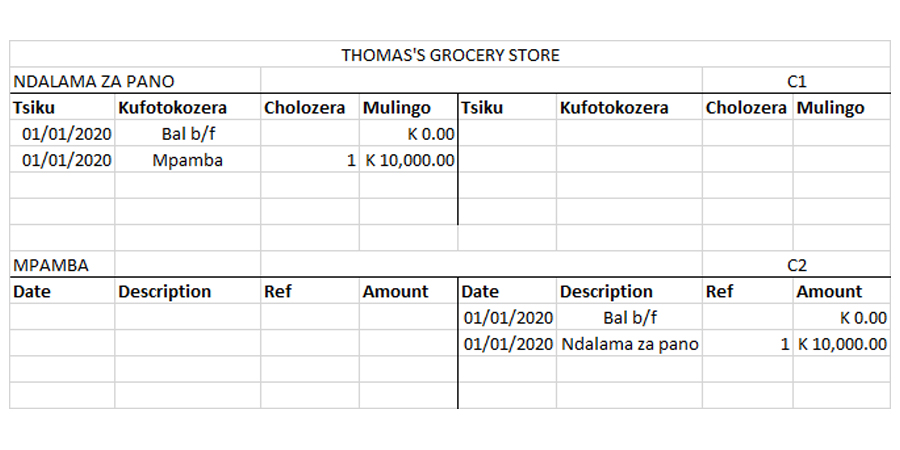 THOMAS'S GROCERY STORE
NDALAMA ZA PANO C1
Tsiku Kufotokozera Cholozera Mulingo Tsiku Kufotokozera Cholozera Mulingo
01/01/2020 Bal b/f K 0.00
01/01/2020 Mpamba 1 K 10,000.00
MPAMBA C2
Date Description Ref Amount Date Description Ref Amount
01/01/2020 Bal b/f K 0.00
01/01/2020 Ndalama za pano 1 K 10,000.00